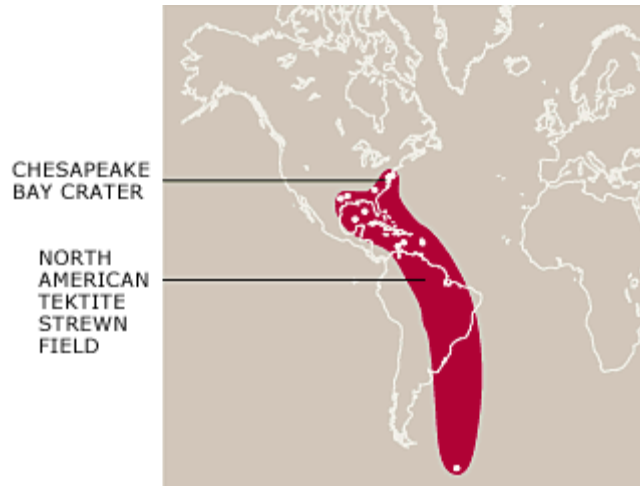 CHESAPEAKE
BAY CRATER
NORTH
AMERICAN
TEKTITE
STREWN
FIELD